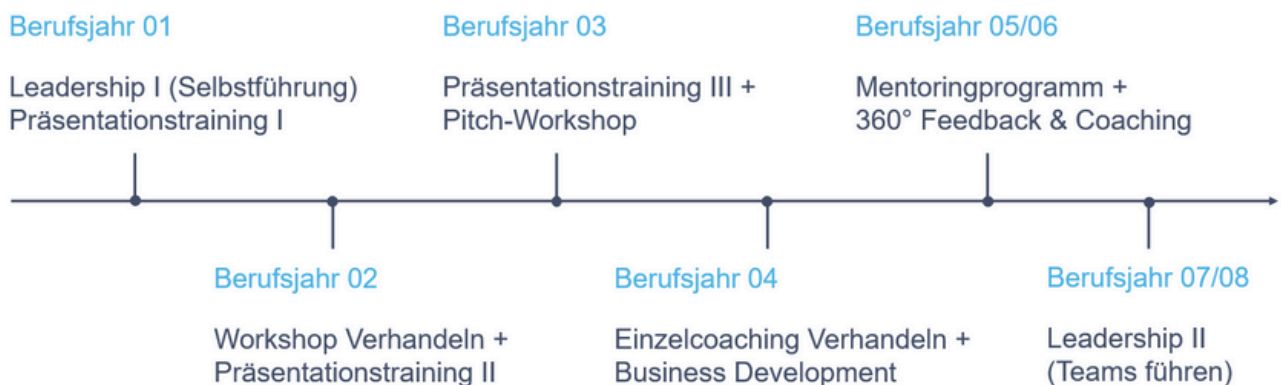 Berufsjahr 01
Leadership I (Selbstführung)
Präsentationstraining I
Berufsjahr 03
Präsentationstraining III +
Pitch-Workshop
Berufsjahr 05/06
Mentoringprogramm +
360° Feedback & Coaching
Berufsjahr 02
Workshop Verhandeln +
Präsentationstraining II
Berufsjahr 04
Einzelcoaching Verhandeln +
Business Development
Berufsjahr 07/08
Leadership II
(Teams führen)